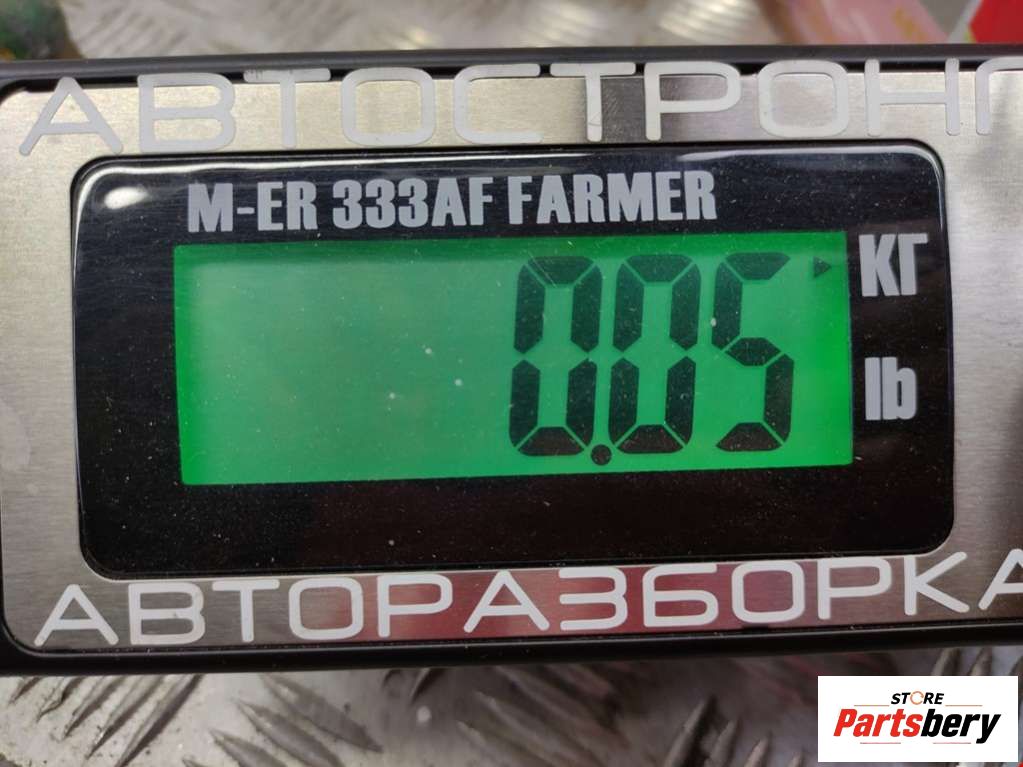 АВТОСТРОНГ
M-ER 333AF FARMER
0.05
КГ
lb
АВТОРАЗБОРКА
STORE
Partsbery